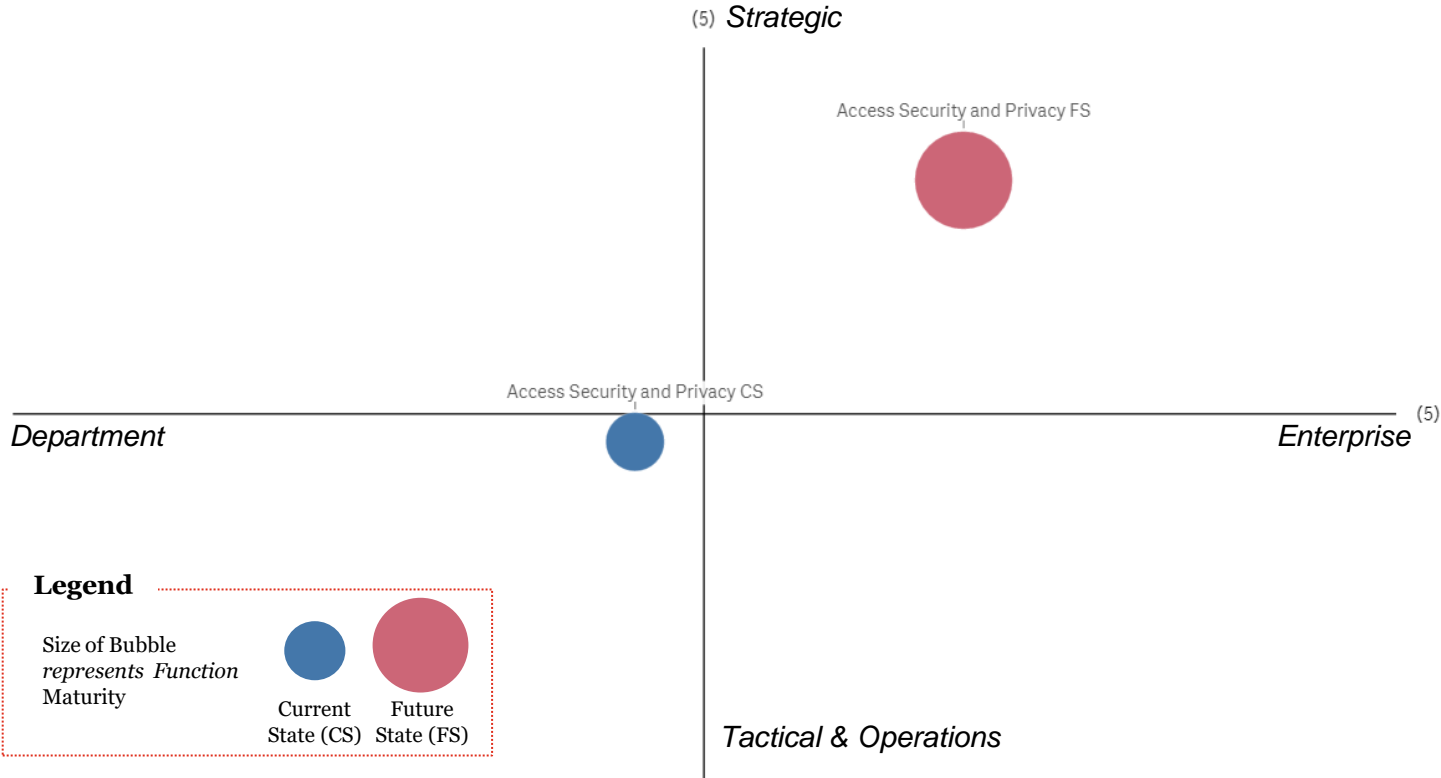 (5) Strategic
Access Security and Privacy FS
Access Security and Privacy CS
(5)
Department
Enterprise
Legend
Size of Bubble
represents Function
Maturity
Current
State (CS)
Future
State (FS)
Tactical & Operations